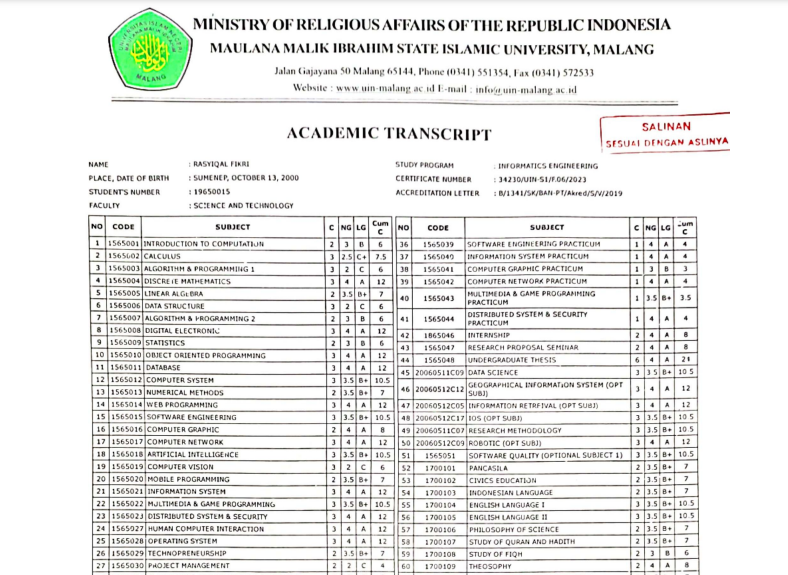 MALANG
MINISTRY OF RELIGIOUS AFFAIRS OF THE REPUBLIC INDONESIA
MAULANA MALIK IBRAHIM STATE ISLAMIC UNIVERSITY, MALANG
Jalan Gajayana 50 Malang 65144, Phone (0341) 551354, Fax (0341) 572533
Website : www uin-malang ac id E-mail : info@uin-malang ac.id
ACADEMIC TRANSCRIPT
SALINAN
SESUAI DENGAN ASLINYA
NAME : RASYIQAL FIKRI
PLACE, DATE OF BIRTH : SUMENEP, OCTOBER 13, 2000
STUDENT'S NUMBER : 19650015
FACULTY : SCIENCE AND TECHNOLOGY
STUDY PROGRAM : INFORMATICS ENGINEERING
CERTIFICATE NUMBER : 34230/UIN-S1/F.06/2023
ACCREDITATION LETTER : B/1341/SK/BAN-PT/Akred/S/V/2019
NO CODE SUBJECT C NG LG Cum C
1 1565001 INTRODUCTION TO COMPUTATION 2 3 B 6
2 1565002 CALCULUS 3 2.5 C+ 7.5
3 1565003 ALGORITHM & PROGRAMMING 1 3 2 C 6
4 1565004 DISCRETE MATHEMATICS 3 4 A 12
5 1565005 LINEAR ALGEBRA 2 3.5 B+ 7
6 1565006 DATA STRUCTURE 3 2 C 6
7 1565007 ALGORITHM & PROGRAMMING 2 2 3 B 6
8 1565008 DIGITAL ELECTRONIC 3 4 A 12
9 1565009 STATISTICS 2 3 B 6
10 1565010 OBJECT ORIENTED PROGRAMMING 3 4 A 12
11 1565011 DATABASE 3 4 A 12
12 1565012 COMPUTER SYSTEM 3 3.5 B+ 10.5
13 1565013 NUMERICAL METHODS 2 3.5 B+ 7
14 1565014 WEB PROGRAMMING 3 4 A 12
15 1565015 SOFTWARE ENGINEERING 3 3.5 B+ 10.5
16 1565016 COMPUTER GRAPHIC 2 4 A 8
17 1565017 COMPUTER NETWORK 3 4 A 12
18 1565018 ARTIFICIAL INTELLIGENCE 3 3.5 B+ 10.5
19 1565019 COMPUTER VISION 3 2 C 6
20 1565020 MOBILE PROGRAMMING 2 3.5 B+ 7
21 1565021 INFORMATION SYSTEM 3 4 A 12
22 1565022 MULTIMEDIA & GAME PROGRAMMING 3 3.5 B+ 10.5
23 1565023 DISTRIBUTED SYSTEM & SECURITY 3 4 A 12
24 1565027 HUMAN COMPUTER INTERACTION 3 4 A 12
25 1565028 OPERATING SYSTEM 3 4 A 12
26 1565029 TECHNOPRENEURSHIP 2 3.5 B+ 7
27 1565030 PROJECT MANAGEMENT 2 2 C 4
NO CODE SUBJECT C NG LG Cum C
36 1565039 SOFTWARE ENGINEERING PRACTICUM 1 4 A 4
37 1565040 INFORMATION SYSTEM PRACTICUM 1 4 A 4
38 1565041 COMPUTER GRAPHIC PRACTICUM 1 3 B 3
39 1565042 COMPUTER NETWORK PRACTICUM 1 4 A 4
40 1565043 MULTIMEDIA & GAME PROGRAMMING PRACTICUM 1 3.5 B+ 3.5
41 1565044 DISTRIBUTED SYSTEM & SECURITY PRACTICUM 1 4 A 4
42 1865046 INTERNSHIP 2 4 A 8
43 1565047 RESEARCH PROPOSAL SEMINAR 2 4 A 8
44 1565048 UNDERGRADUATE THESIS 6 4 A
45 20060511C09 DATA SCIENCE 3 3.5 B+ 10.5
46 20060512C12 GEOGRAPHICAL INFORMATION SYSTEM (OPT SUBJ) 3 4 A 12
47 20060512C05 INFORMATION RETRIEVAL (OPT SUBJ) 3 4 A 12
48 20060512C17 IOS (OPT SUBJ) 3 3.5 B+ 10.5
49 20060511C07 RESEARCH METHODOLOGY 3 3.5 B+ 10.5
50 20060512C09 ROBOTIC (OPT SUBJ) 3 4 A 12
51 1565051 SOFTWARE QUALITY (OPTIONAL SUBJECT 1) 3 3.5 B+ 10.5
52 1700101 PANCASILA 2 3.5 B+ 7
53 1700102 CIVICS EDUCATION 2 3.5 B+ 7
54 1700103 INDONESIAN LANGUAGE 2 3.5 B+ 7
55 1700104 ENGLISH LANGUAGE I 3 3.5 B+ 10.5
56 1700105 ENGLISH LANGUAGE II 3 3.5 B+ 10.5
57 1700106 PHILOSOPHY OF SCIENCE 2 3.5 B+ 7
58 1700107 STUDY OF QURAN AND HADITH 2 3.5 B+ 7
59 1700108 STUDY OF FIQH 2 3 B 6
60 1700109 THEOSOPHY 2 4 A 8